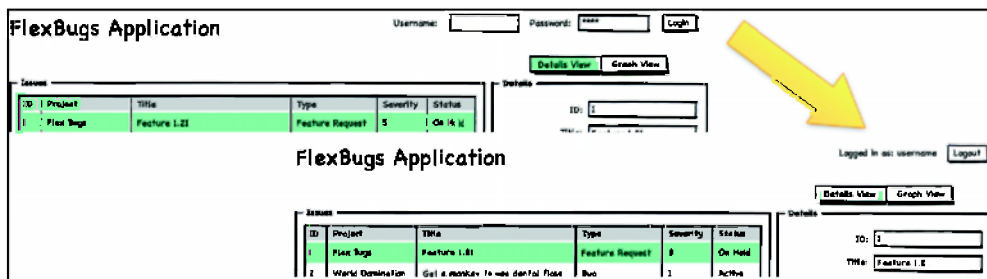 FlexBugs Application
Username:
Password: ****
Login
Details View
Graph View
Issues
Details
ID Project Title Type Severity Status
1 Flex Bugs Feature 1.21 Feature Request 5 On
ID: 1
Title:
FlexBugs Application
Logged in as: username
Logout
Details View
Graph View
Issues
Details
ID Project Title Type Severity Status
1 Flex Bugs Feature Request On Hold
2 World Domination Get a monkey to use dental floss Bug 1 Active
ID: 1
Title: Feature